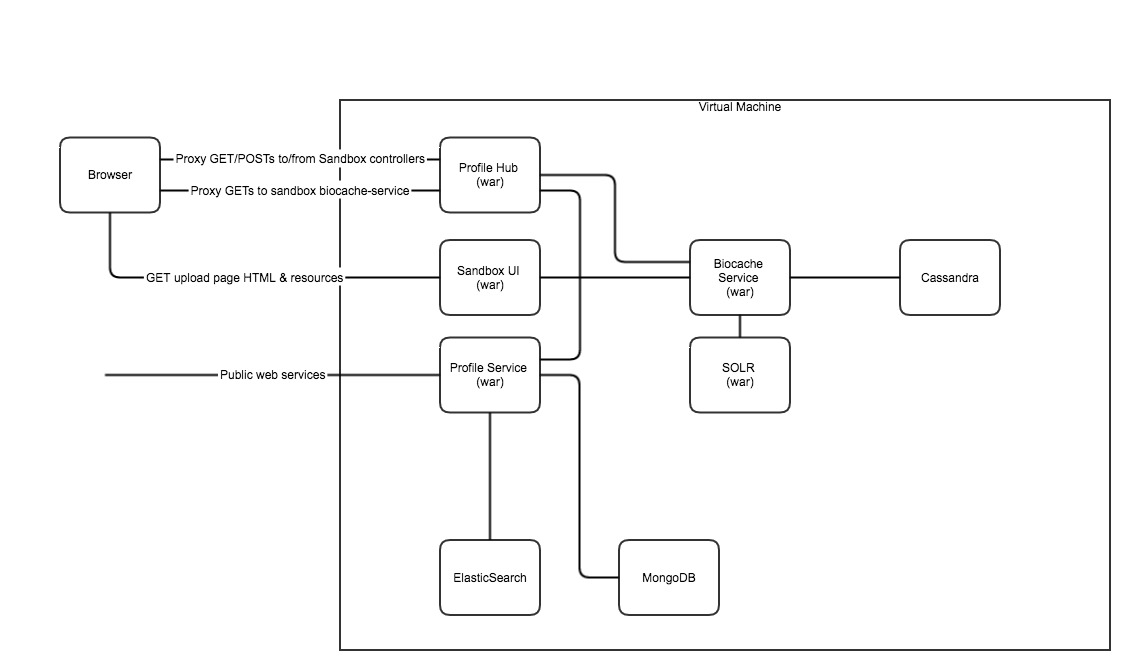 Virtual Machine
Browser
Proxy GET/POSTs to/from Sandbox controllers
Proxy GETs to sandbox biocache-service
Profile Hub
(war)
GET upload page HTML & resources
Sandbox UI
(war)
Biocache
Service
(war)
Cassandra
Public web services
Profile Service
(war)
SOLR
(war)
ElasticSearch
MongoDB